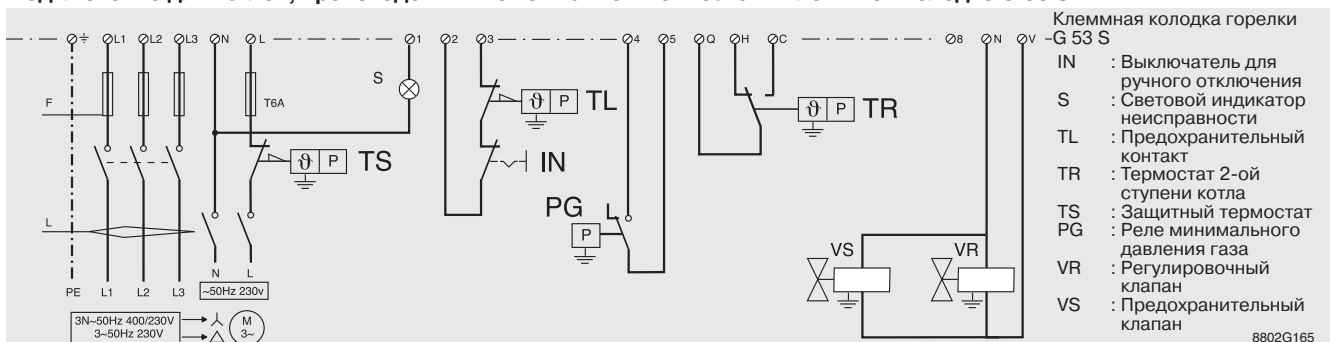 L1 L2 L3 N L 1 2 3 4 5 Q H C 8 N V
Клеммная колодка горелки
G 53 S
IN : Выключатель для
ручного отключения
S : Световой индикатор
неисправности
TL : Предохранительный
контакт
TR : Термостат 2-ой
ступени котла
TS : Защитный термостат
PG : Реле минимального
давления газа
VR : Регулировочный
клапан
VS : Предохранительный
клапан
8802G165
F
T6A
S
ϑ P TL
ϑ P TR
ϑ P TS
IN
PG
P
L
VS
VR
N L
PE L1 L2 L3
~50Hz 230v
3N~50Hz 400/230V
3~50Hz 230V
M
3~